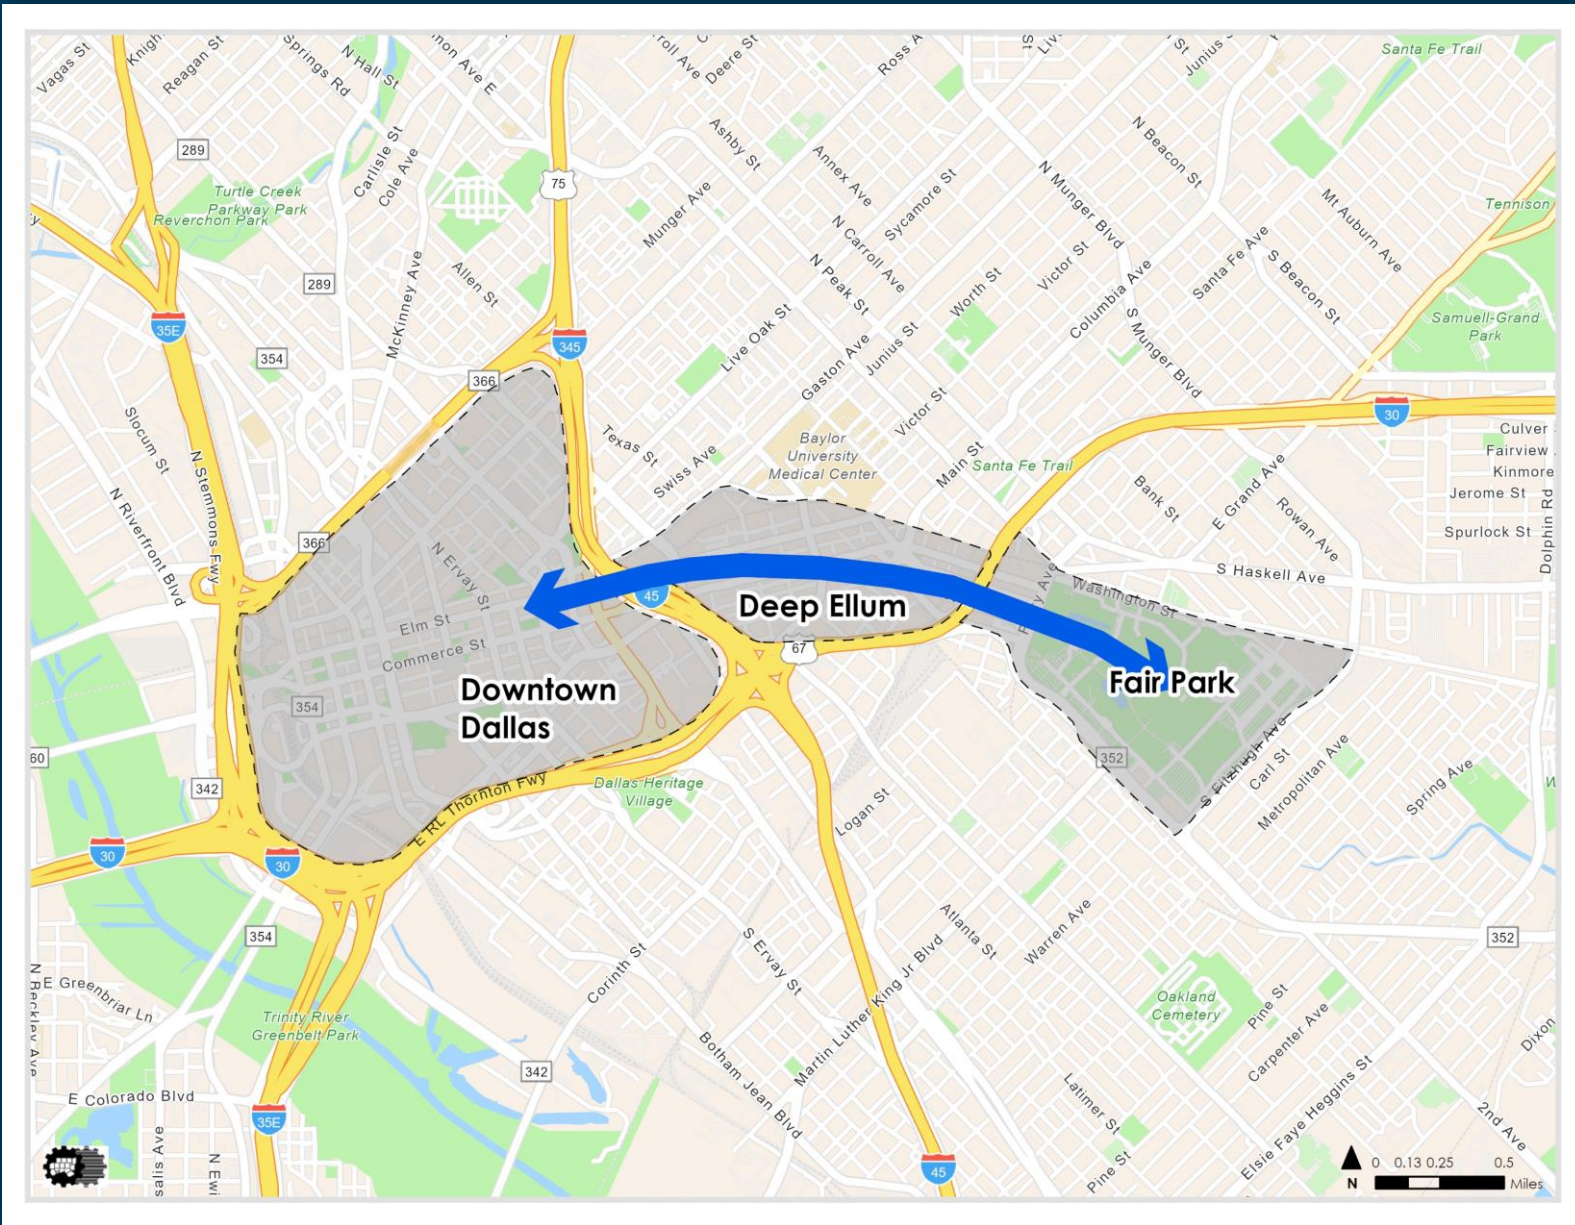 Vagas St
Knigh
Reagan St
Springs Rd
N Hall St
mon Ave E
roll Ave
Deere St
Ross A
St
Liv
St
Junius S
Santa Fe Trail
289
Carlisle St
Cole Ave
Ashby St
Annex Ave
N Beacon St
75
Turtle Creek
Parkway Park
Reverchon Park
Munger Ave
Sycamore St
N Munger Blvd
Mt Auburn Ave
Tennison
289
McKinney Ave
Allen St
N Carroll Ave
N Peak St
Victor St
Columbia Ave
Santa Fe Ave
S Beacon St
35E
354
345
366
Live Oak St
Worth St
Junius St
Gaston Ave
S Munger Blvd
Samuell-Grand
Park
Slocum St
N Stemmons Fwy
Texas St
Swiss Ave
Baylor
University
Medical Center
Victor St
Main St
Santa Fe Trail
30
Culver
Fairview
Kinmore
Jerome St
Spurlock St
Dolphin Rd
N Riverfront Blvd
366
N Ervay St
Bank St
E Grand Ave
Rowan Ave
S Haskell Ave
Washington St
Elm St
Commerce St
45
Deep Ellum
67
Fair Park
Downtown
Dallas
354
352
60
342
E RL Thornton Fwy
Dallas Heritage
Village
S Fitzhugh Ave
Carl St
Metropolitan Ave
Spring Ave
W
Logan St
30
30
354
Corinth St
S Ervay St
Atlanta St
Warren Ave
352
N Beckley Ave
E Greenbriar Ln
Trinity River
Greenbelt Park
Martin Luther King Jr Blvd
Oakland
Cemetery
Pine St
Carpenter Ave
Dixon
342
Botham Jean Blvd
Latimer St
Elsie Faye Heggins St
2nd Ave
E Colorado Blvd
35E
salis Ave
N Ewi
45
Pine St
N
0 0.13 0.25 0.5
Miles